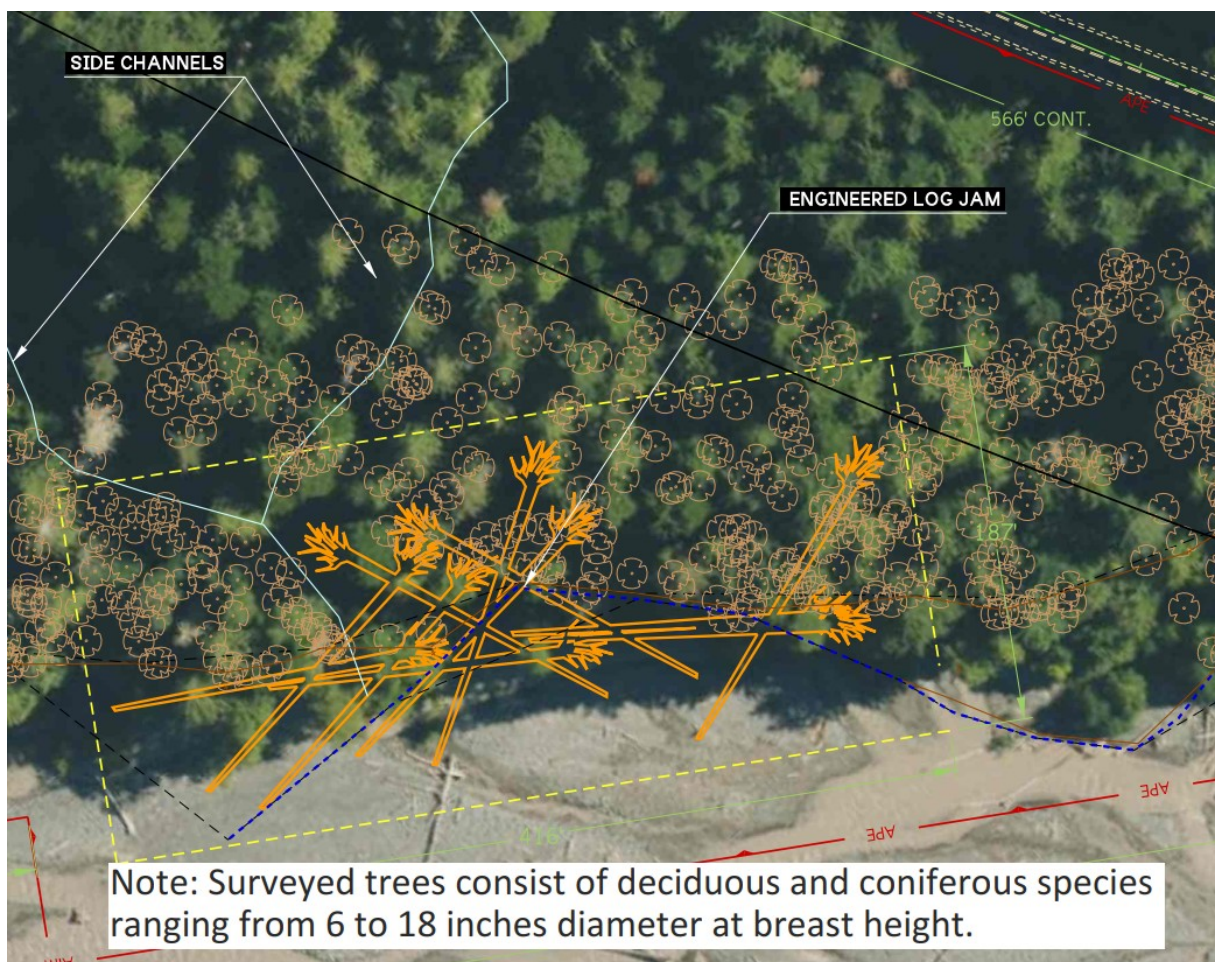 SIDE CHANNELS
APE
566' CONT.
ENGINEERED LOG JAM
187'
APE
APE
416'
Note: Surveyed trees consist of deciduous and coniferous species
ranging from 6 to 18 inches diameter at breast height.